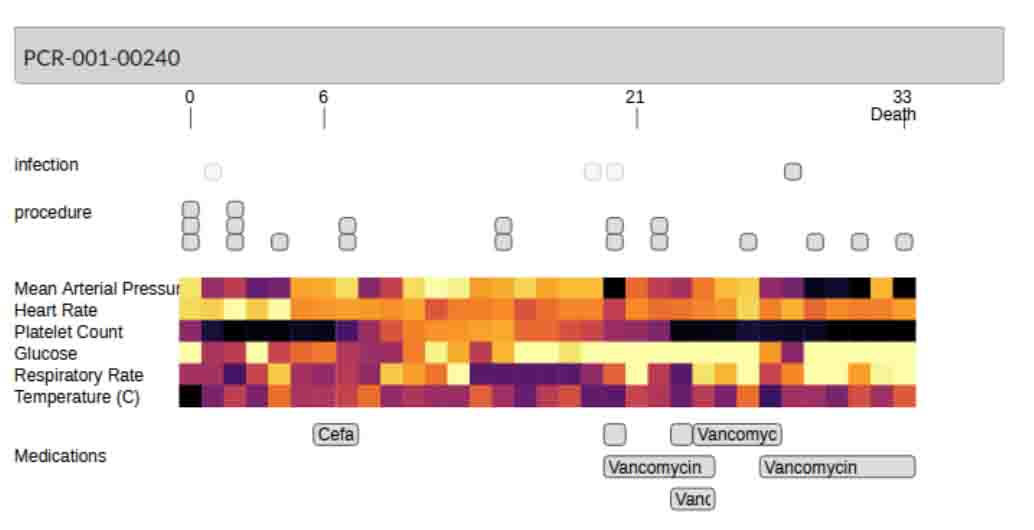 PCR-001-00240
0 6 21 33
Death
infection
procedure
Mean Arterial Pressur
Heart Rate
Platelet Count
Glucose
Respiratory Rate
Temperature (C)
Cefa Vancomyc
Medications
Vancomycin Vancomycin
Vanc